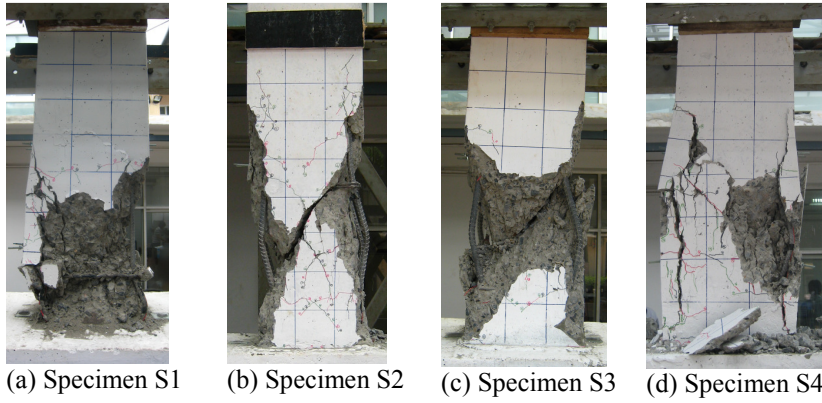 (a) Specimen S1
(b) Specimen S2
(c) Specimen S3
(d) Specimen S4